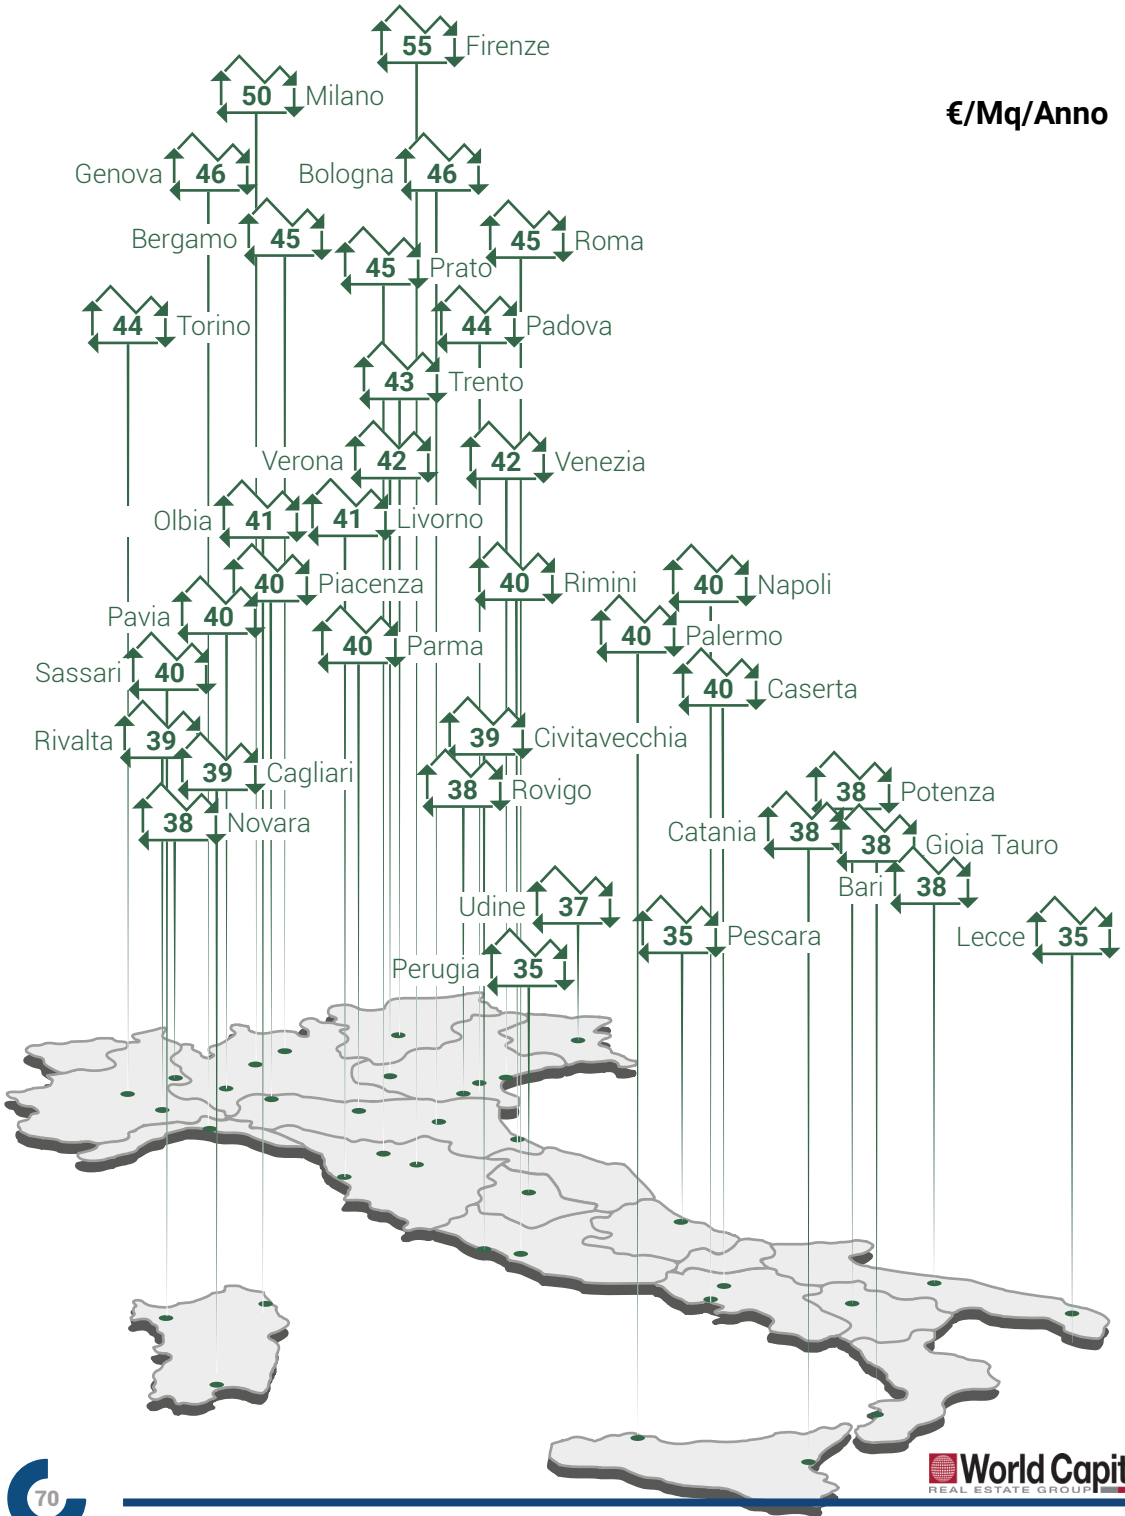 55 Firenze
50 Milano
€/Mq/Anno
Genova 46
Bologna 46
Bergamo 45
45 Roma
45 Prato
44 Torino
44 Padova
43 Trento
Verona 42
42 Venezia
Olbia 41
41 Livorno
40 Piacenza
40 Rimini
40 Napoli
Pavia 40
40 Parma
40 Palermo
Sassari 40
40 Caserta
Rivalta 39
39 Civitavecchia
39 Cagliari
38 Rovigo
38 Potenza
38 Novara
Catania 38
38 Gioia Tauro
Bari 38
Udine 37
35 Pescara
Lecce 35
Perugia 35
World Capit
REAL ESTATE GROUP
70